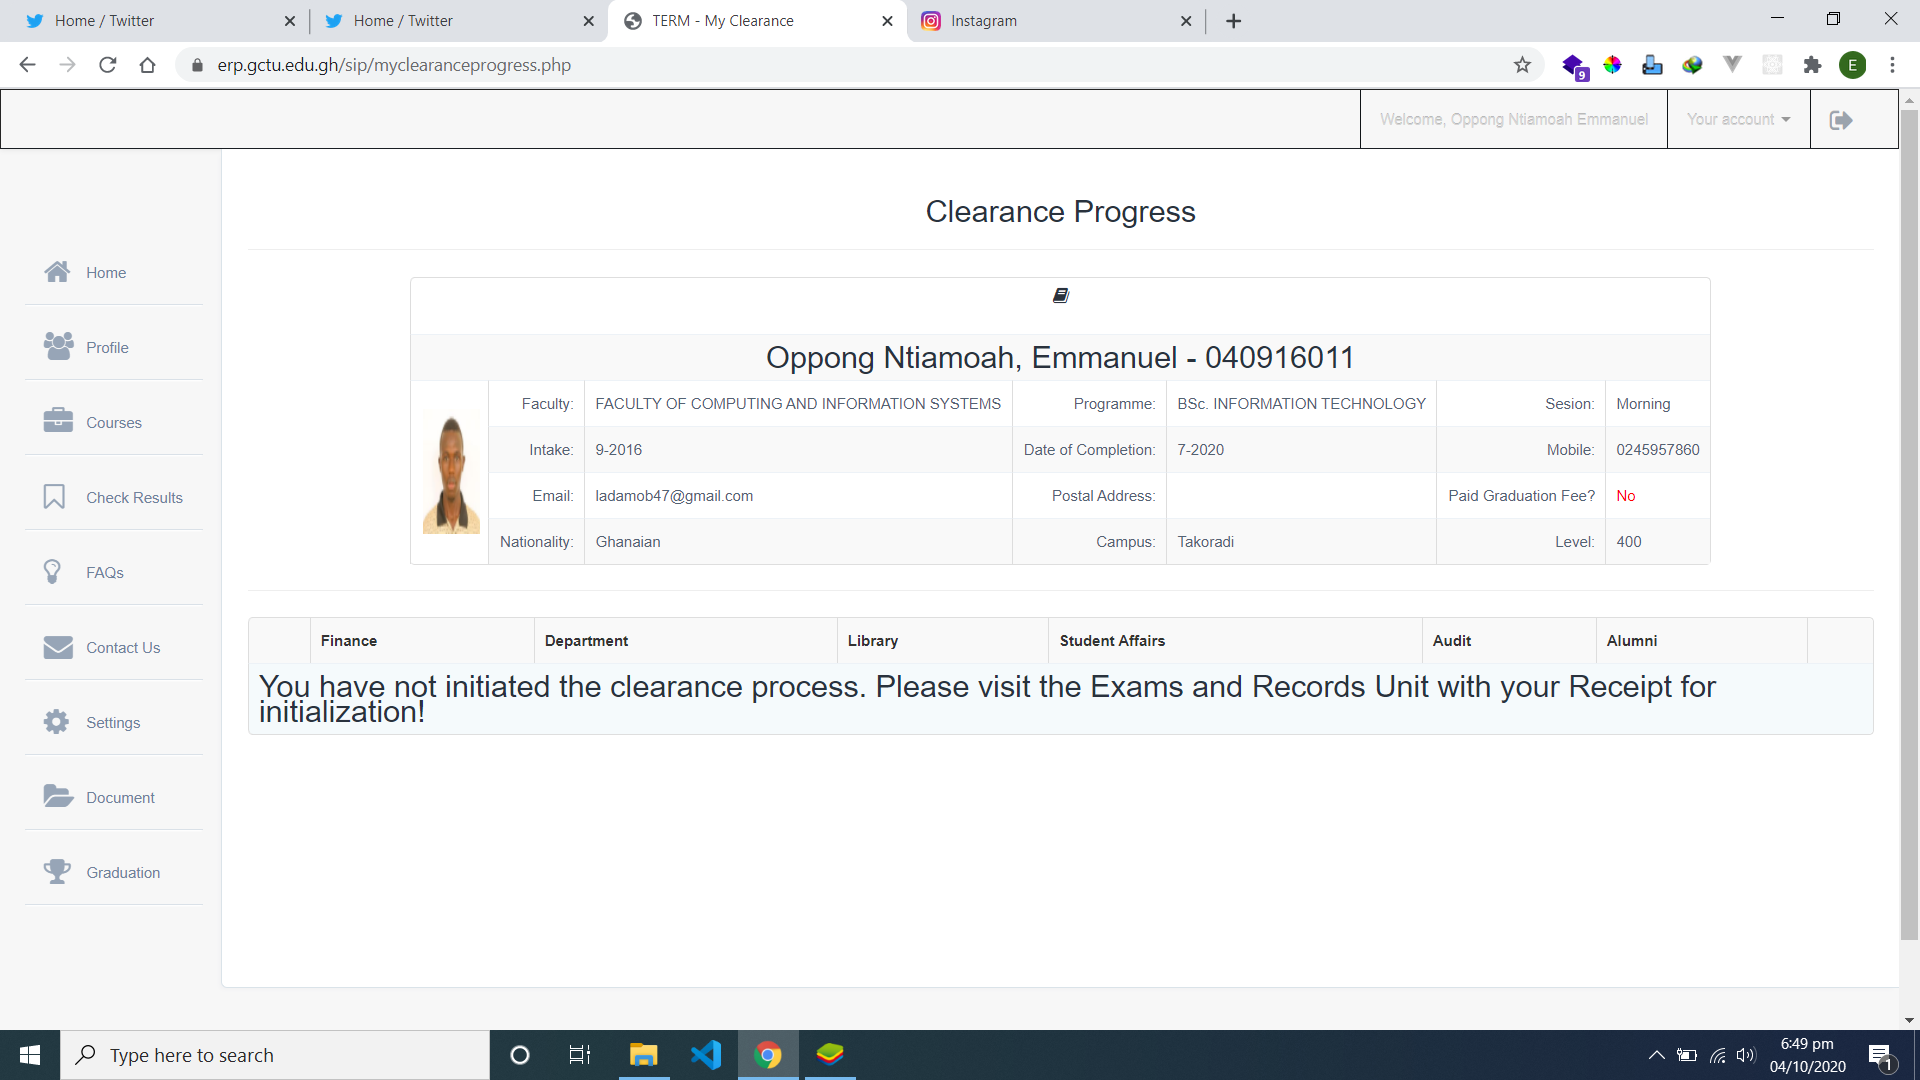 Home / Twitter
Home / Twitter
TERM - My Clearance
Instagram
erp.gctu.edu.gh/sip/myclearanceprogress.php
9
E
Welcome, Oppong Ntiamoah Emmanuel
Your account
Home
Profile
Courses
Check Results
FAQs
Contact Us
Settings
Document
Graduation
Clearance Progress
Oppong Ntiamoah, Emmanuel - 040916011
Faculty: FACULTY OF COMPUTING AND INFORMATION SYSTEMS Programme: BSc. INFORMATION TECHNOLOGY Sesion: Morning
Intake: 9-2016 Date of Completion: 7-2020 Mobile: 0245957860
Email: ladamob47@gmail.com Postal Address: Paid Graduation Fee? No
Nationality: Ghanaian Campus: Takoradi Level: 400
Finance Department Library Student Affairs Audit Alumni
You have not initiated the clearance process. Please visit the Exams and Records Unit with your Receipt for
initialization!
Type here to search
6:49 pm
04/10/2020
1